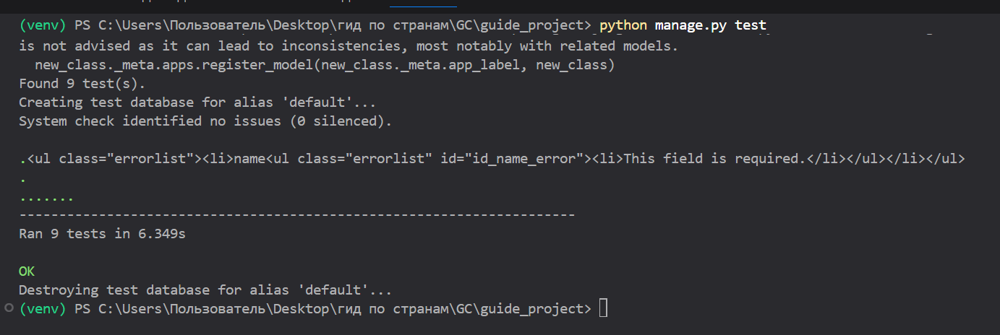 (venv) PS C:\Users\Пользователь\Desktop\гид по странам\GC\guide_project> python manage.py test
is not advised as it can lead to inconsistencies, most notably with related models.
  new_class._meta.apps.register_model(new_class._meta.app_label, new_class)
Found 9 test(s).
Creating test database for alias 'default'...
System check identified no issues (0 silenced).
.<ul class="errorlist"><li>name<ul class="errorlist" id="id_name_error"><li>This field is required.</li></ul></li></ul>
.
.......
----------------------------------------------------------------------
Ran 9 tests in 6.349s
OK
Destroying test database for alias 'default'...
(venv) PS C:\Users\Пользователь\Desktop\гид по странам\GC\guide_project>